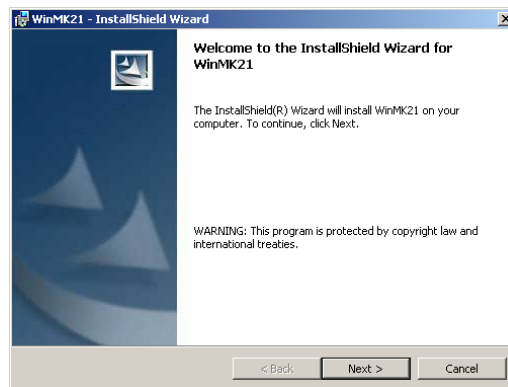 WinMK21 - InstallShield Wizard
Welcome to the InstallShield Wizard for
WinMK21
The InstallShield(R) Wizard will install WinMK21 on your
computer. To continue, click Next.
WARNING: This program is protected by copyright law and
international treaties.
< Back
Next >
Cancel